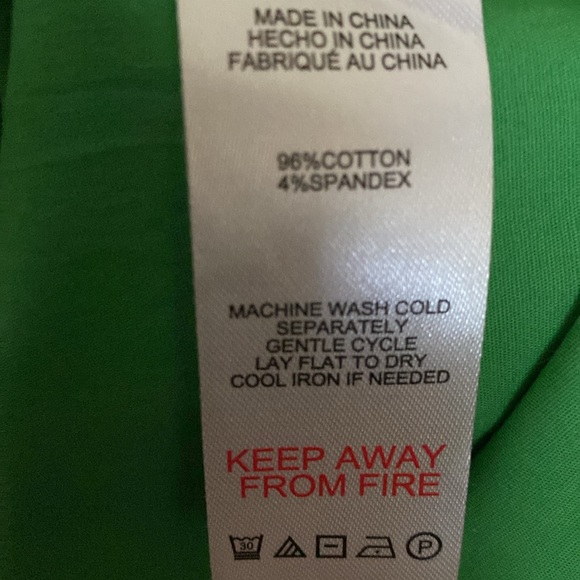 MADE IN CHINA
HECHO IN CHINA
FABRIQUÉ AU CHINA
96%COTTON
4%SPANDEX
MACHINE WASH COLD
SEPARATELY
GENTLE CYCLE
LAY FLAT TO DRY
COOL IRON IF NEEDED
KEEP AWAY
FROM FIRE
30 P